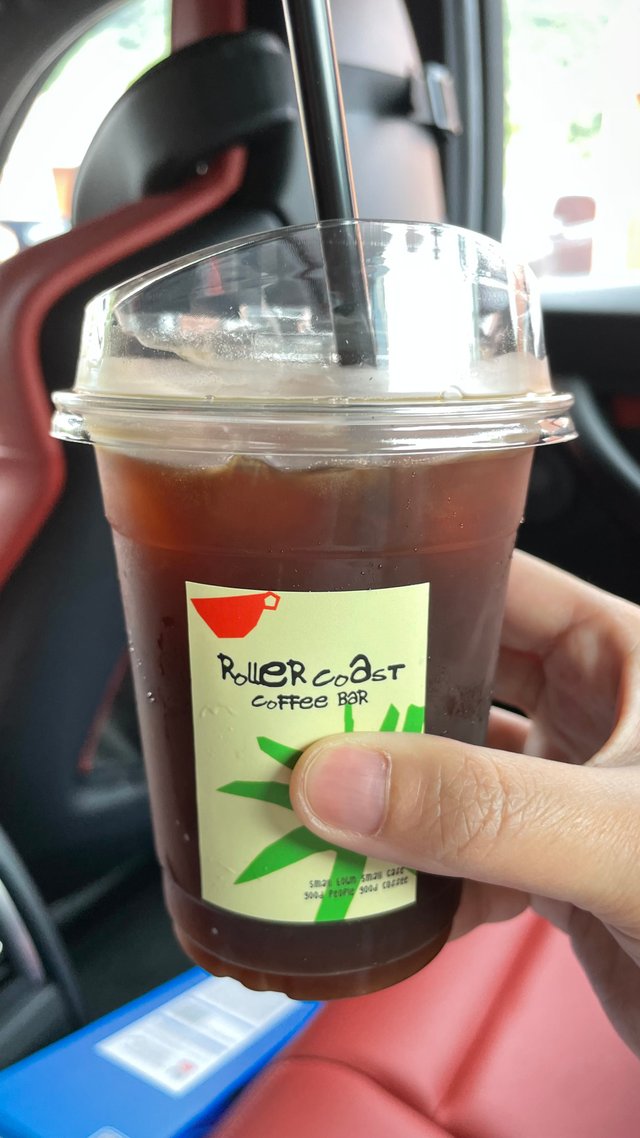 Roller coast
coffee Bar
Small town small cafe
good people good coffee